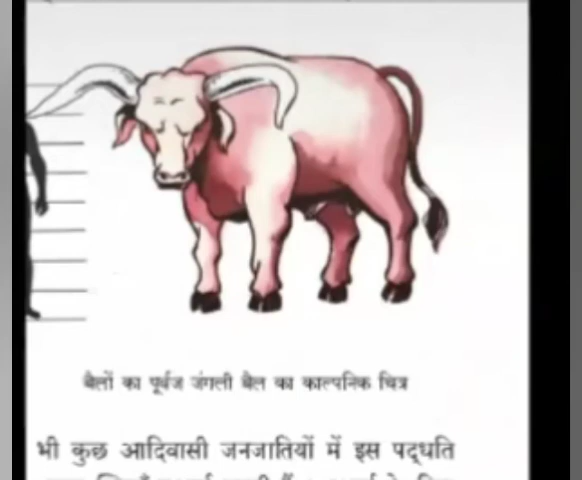 बैलों का पूर्वज जंगली बैल का काल्पनिक चित्र
भी कुछ आदिवासी जनजातियों में इस पद्धति